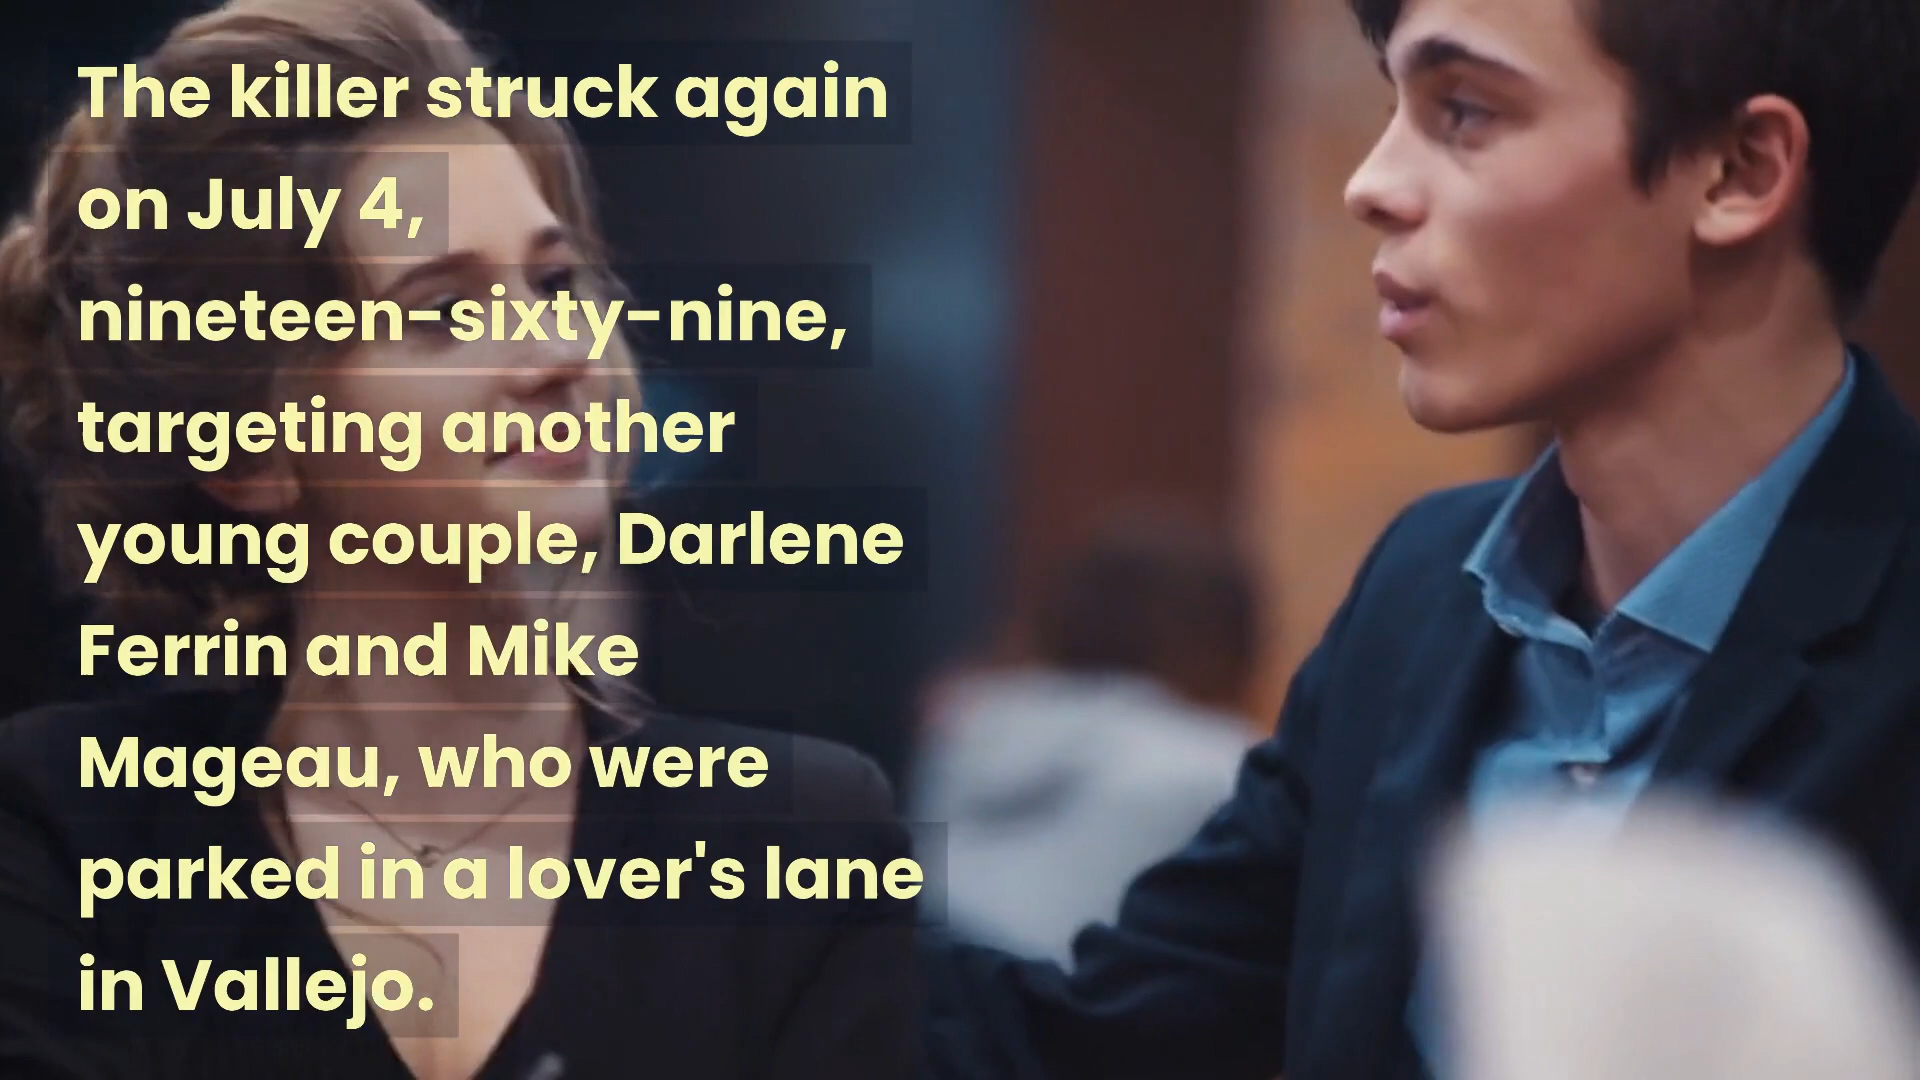 The killer struck again
on July 4,
nineteen-sixty-nine,
targeting another
young couple, Darlene
Ferrin and Mike
Mageau, who were
parked in a lover's lane
in Vallejo.